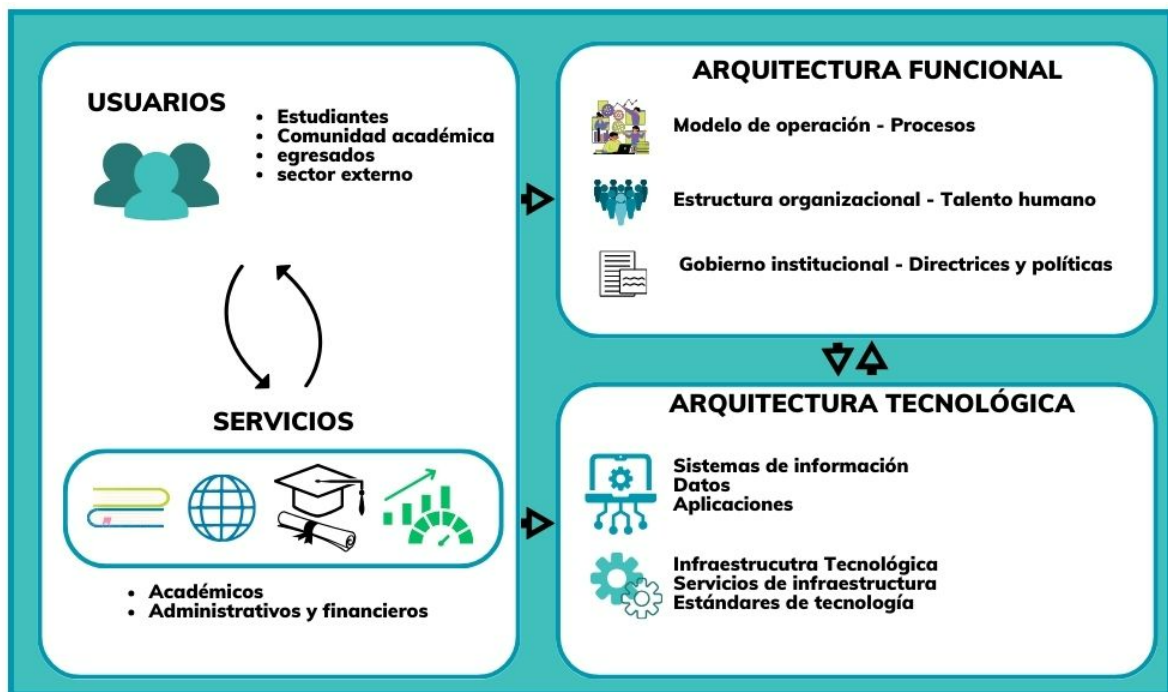 USUARIOS
• Estudiantes
• Comunidad académica
• egresados
• sector externo
SERVICIOS
• Académicos
• Administrativos y financieros
ARQUITECTURA FUNCIONAL
Modelo de operación - Procesos
Estructura organizacional - Talento humano
Gobierno institucional - Directrices y políticas
ARQUITECTURA TECNOLÓGICA
Sistemas de información
Datos
Aplicaciones
Infraestrucutra Tecnológica
Servicios de infraestructura
Estándares de tecnología